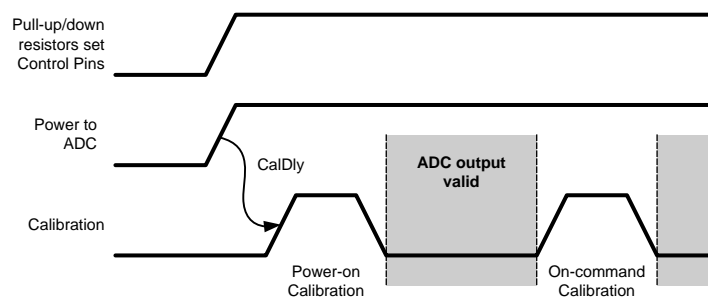 Pull-up/down
resistors set
Control Pins
Power to
ADC
CalDly
ADC output
valid
Calibration
Power-on
Calibration
On-command
Calibration